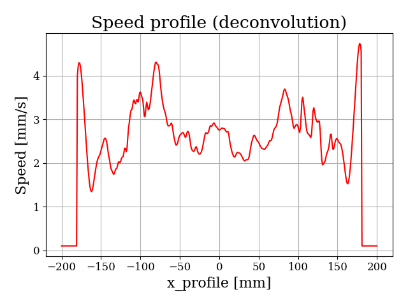 Speed profile (deconvolution)
Speed [mm/s]
4
3
2
1
0
−200 −150 −100 −50 0 50 100 150 200
x_profile [mm]